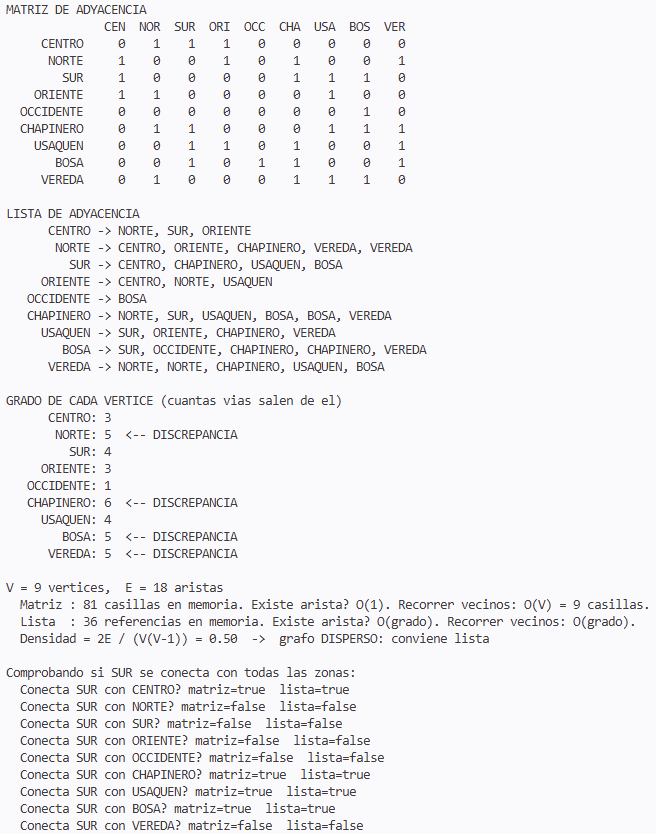 MATRIZ DE ADYACENCIA
CEN NOR SUR ORI OCC CHA USA BOS VER
CENTRO 0 1 1 1 0 0 0 0 0
NORTE 1 0 0 1 0 1 0 0 1
SUR 1 0 0 0 0 1 1 1 0
ORIENTE 1 1 0 0 0 0 1 0 0
OCCIDENTE 0 0 0 0 0 0 0 1 0
CHAPINERO 0 1 1 0 0 0 1 1 1
USAQUEN 0 0 1 1 0 1 0 0 1
BOSA 0 0 1 0 1 1 0 0 1
VEREDA 0 1 0 0 0 1 1 1 0
LISTA DE ADYACENCIA
CENTRO -> NORTE, SUR, ORIENTE
NORTE -> CENTRO, ORIENTE, CHAPINERO, VEREDA, VEREDA
SUR -> CENTRO, CHAPINERO, USAQUEN, BOSA
ORIENTE -> CENTRO, NORTE, USAQUEN
OCCIDENTE -> BOSA
CHAPINERO -> NORTE, SUR, USAQUEN, BOSA, BOSA, VEREDA
USAQUEN -> SUR, ORIENTE, CHAPINERO, VEREDA
BOSA -> SUR, OCCIDENTE, CHAPINERO, CHAPINERO, VEREDA
VEREDA -> NORTE, NORTE, CHAPINERO, USAQUEN, BOSA
GRADO DE CADA VERTICE (cuantas vias salen de el)
CENTRO: 3
NORTE: 5 <-- DISCREPANCIA
SUR: 4
ORIENTE: 3
OCCIDENTE: 1
CHAPINERO: 6 <-- DISCREPANCIA
USAQUEN: 4
BOSA: 5 <-- DISCREPANCIA
VEREDA: 5 <-- DISCREPANCIA
V = 9 vertices, E = 18 aristas
Matriz : 81 casillas en memoria. Existe arista? O(1). Recorrer vecinos: O(V) = 9 casillas.
Lista : 36 referencias en memoria. Existe arista? O(grado). Recorrer vecinos: O(grado).
Densidad = 2E / (V(V-1)) = 0.50 -> grafo DISPERSO: conviene lista
Comprobando si SUR se conecta con todas las zonas:
Conecta SUR con CENTRO? matriz=true lista=true
Conecta SUR con NORTE? matriz=false lista=false
Conecta SUR con SUR? matriz=false lista=false
Conecta SUR con ORIENTE? matriz=false lista=false
Conecta SUR con OCCIDENTE? matriz=false lista=false
Conecta SUR con CHAPINERO? matriz=true lista=true
Conecta SUR con USAQUEN? matriz=true lista=true
Conecta SUR con BOSA? matriz=true lista=true
Conecta SUR con VEREDA? matriz=false lista=false